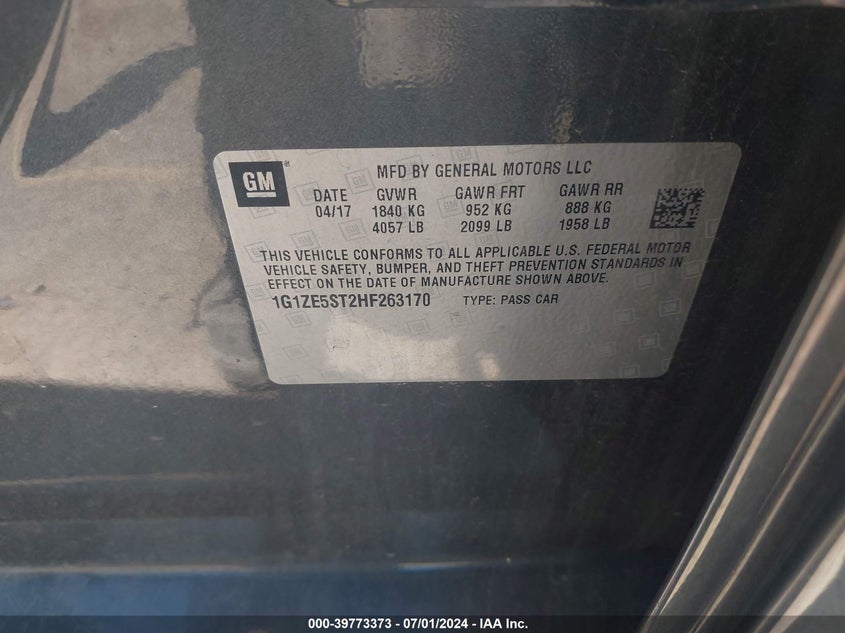 GM
MFD BY GENERAL MOTORS LLC
DATE GVWR GAWR FRT GAWR RR
04/17 1840 KG 952 KG 888 KG
4057 LB 2099 LB 1958 LB
THIS VEHICLE CONFORMS TO ALL APPLICABLE U.S. FEDERAL MOTOR
VEHICLE SAFETY, BUMPER, AND THEFT PREVENTION STANDARDS IN
EFFECT ON THE DATE OF MANUFACTURE SHOWN ABOVE.
1G1ZE5ST2HF263170 TYPE: PASS CAR
000-39773373 - 07/01/2024 - IAA Inc.